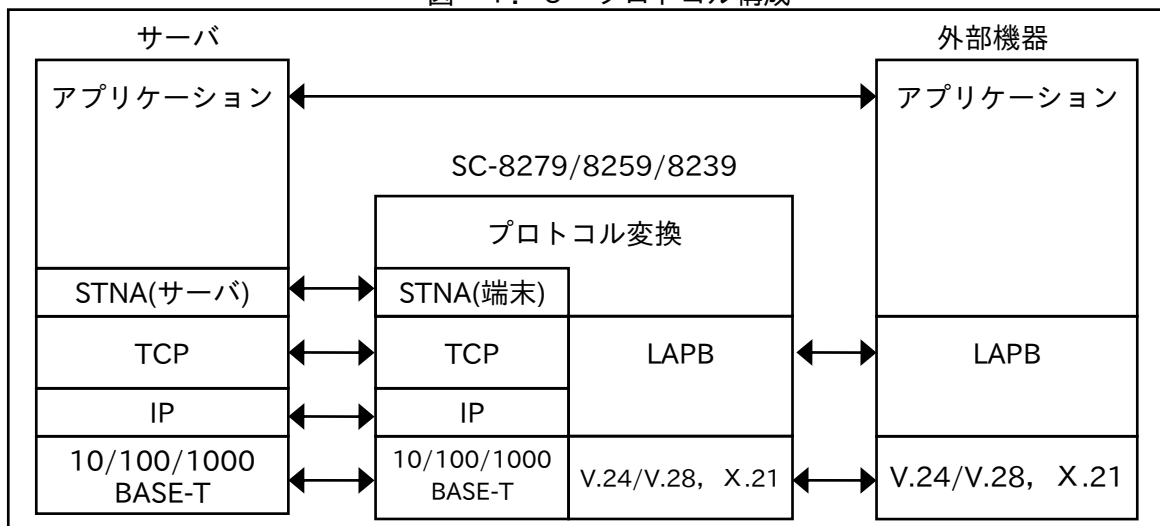 サーバ
外部機器
アプリケーション
アプリケーション
SC-8279/8259/8239
プロトコル変換
STNA(サーバ)
STNA(端末)
TCP
TCP
LAPB
LAPB
IP
IP
10/100/1000
BASE-T
10/100/1000
BASE-T
V.24/V.28，X.21
V.24/V.28，X.21